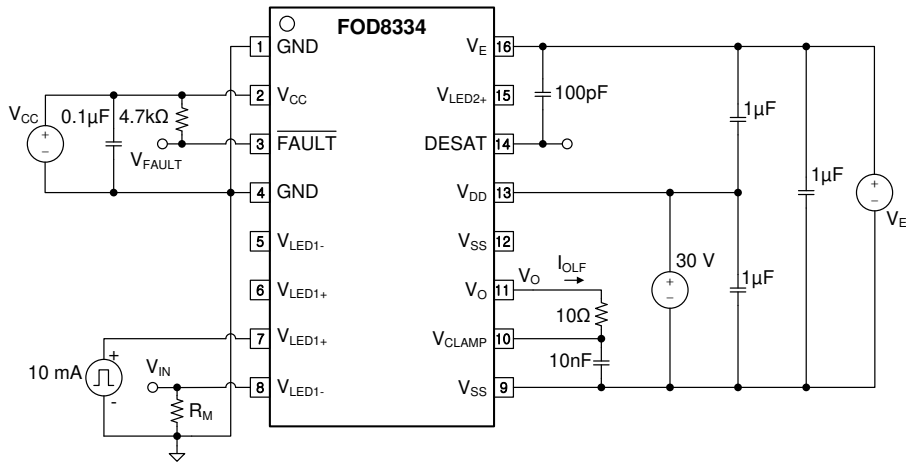 FOD8334
1 GND
2 VCC
3 FAULT
4 GND
5 VLED1-
6 VLED1+
7 VLED1+
8 VLED1-
VE 16
VLED2+ 15
DESAT 14
VDD 13
VSS 12
VO 11
VCLAMP 10
VSS 9
VCC
+
−
0.1µF
4.7kΩ
VFAULT
10 mA
+
-
VIN
RM
100pF
1µF
1µF
1µF
+
−
VE
30 V
+
−
VO
IOLF
10Ω
10nF